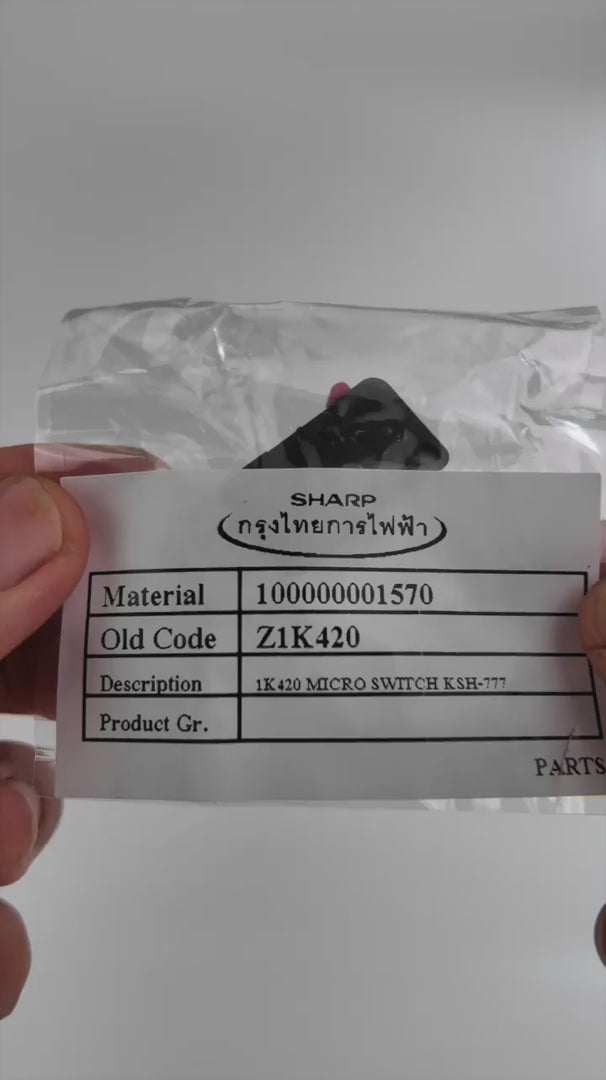 SHARP
กรุงไทยการไฟฟ้า
Material 100000001570
Old Code Z1K420
Description 1K420 MICRO SWITCH KSH-777
Product Gr.
PARTS